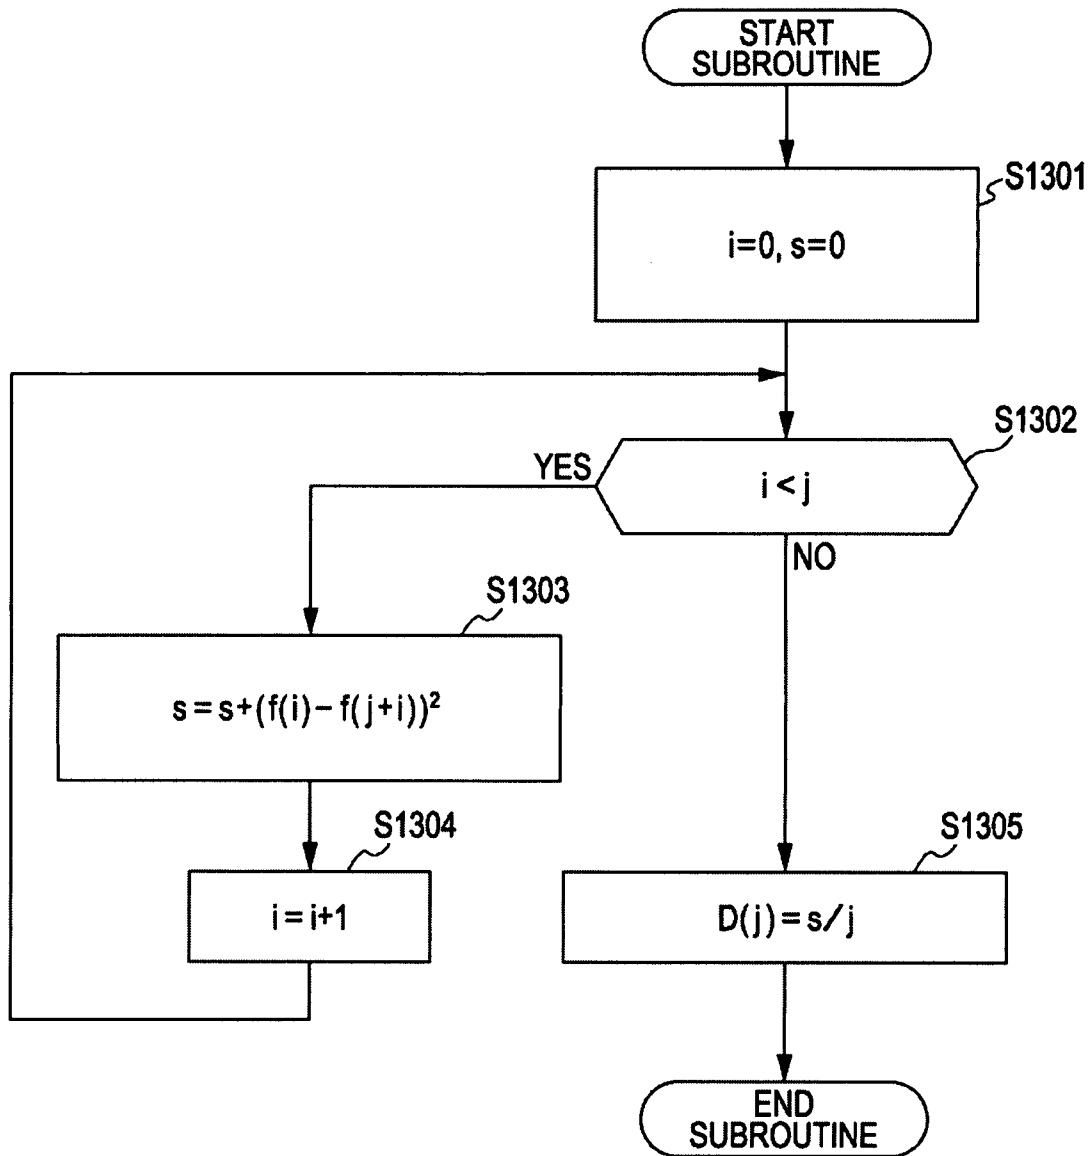 START
SUBROUTINE
S1301
i=0, s=0
S1302
i < j
YES
NO
S1303
s = s+(f(i) − f(j+i))²
S1304
i = i+1
S1305
D(j) = s/j
END
SUBROUTINE